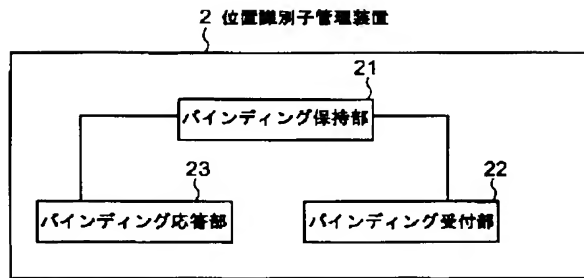 2 位置識別子管理装置
21
バインディング保持部
23
22
バインディング応答部
バインディング受付部